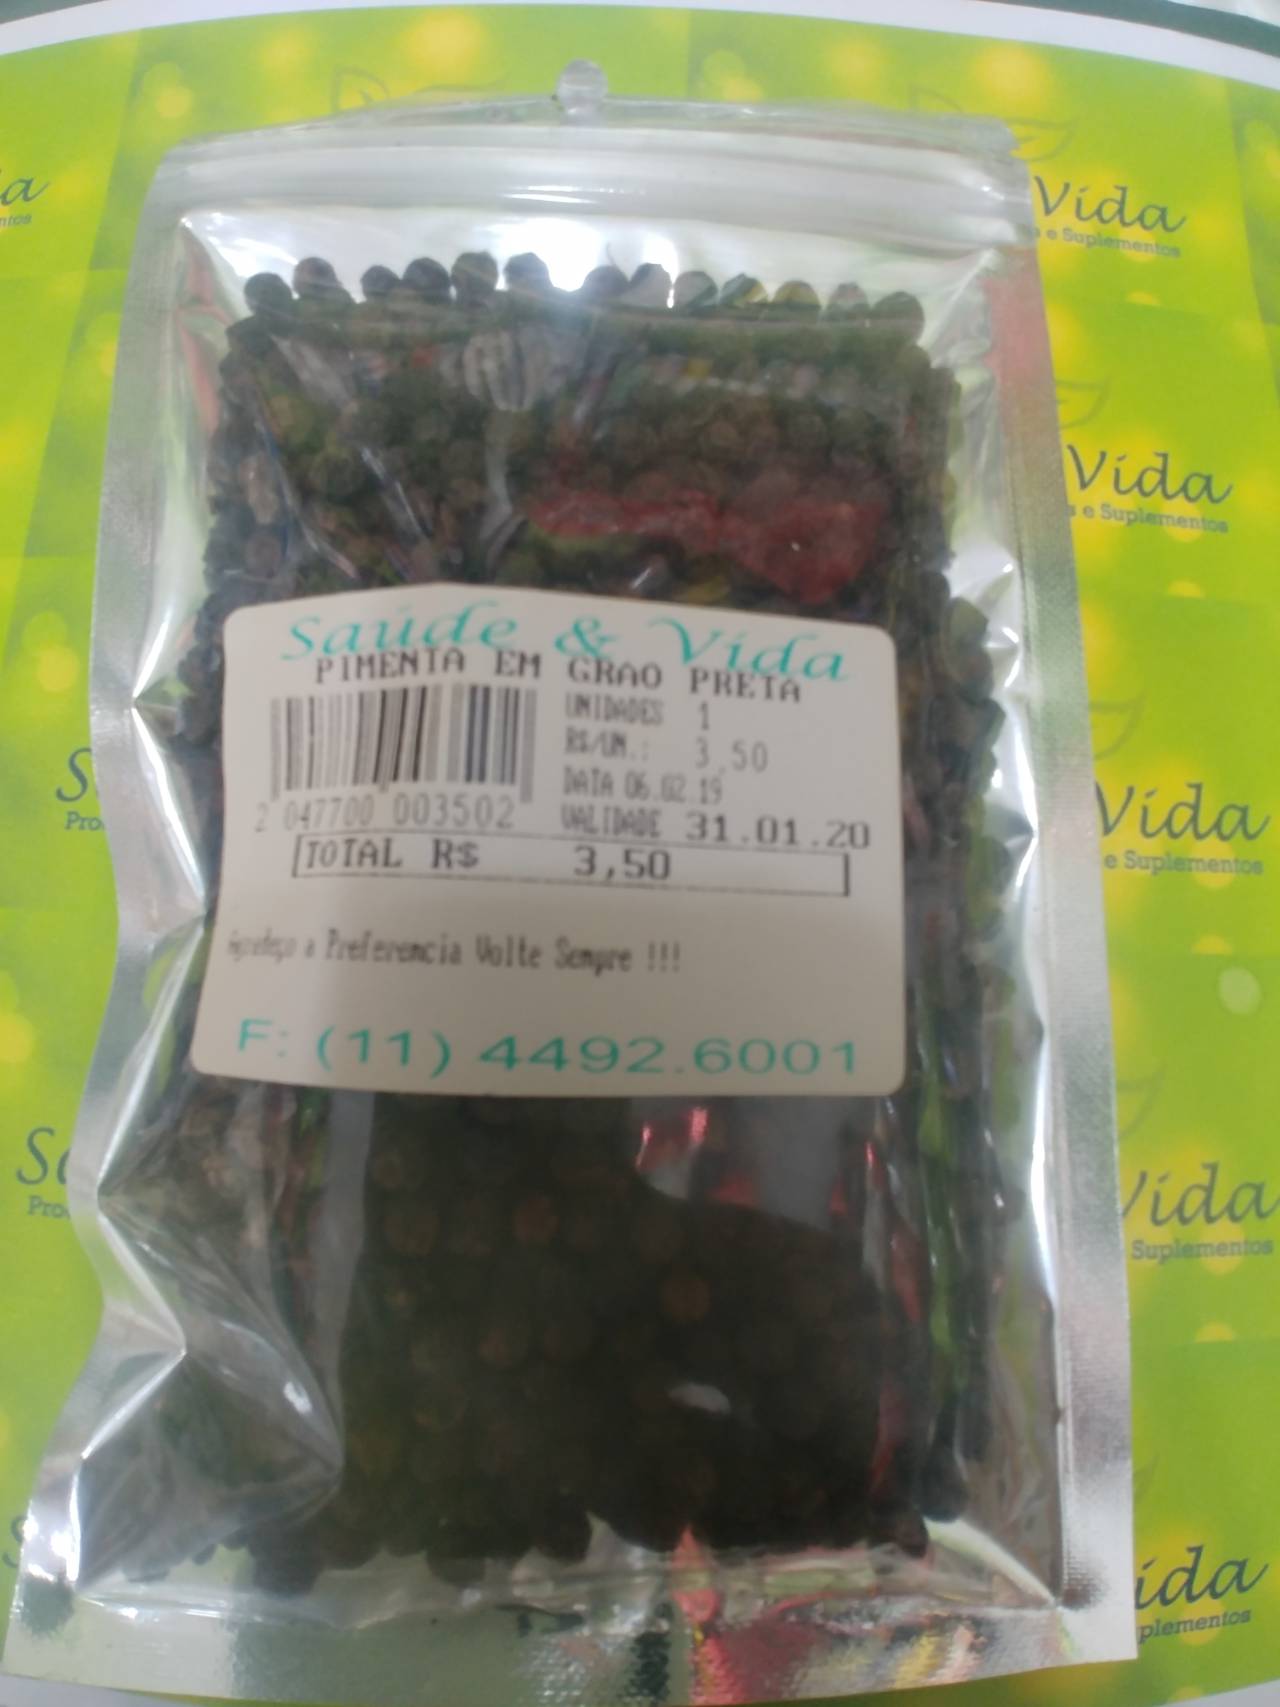 Saúde & Vida
PIMENTA EM GRAO PRETA
UNIDADES 1
R$/UN.: 3,50
DATA 06.02.19
2 047700 003502
VALIDADE 31.01.20
TOTAL R$ 3,50
Agradeço a Preferencia Volte Sempre !!!
F: (11) 4492.6001
Vida
e Suplementos
Vida
s e Suplementos
Vida
e Suplementos
Vida
Suplementos
ida
plementos